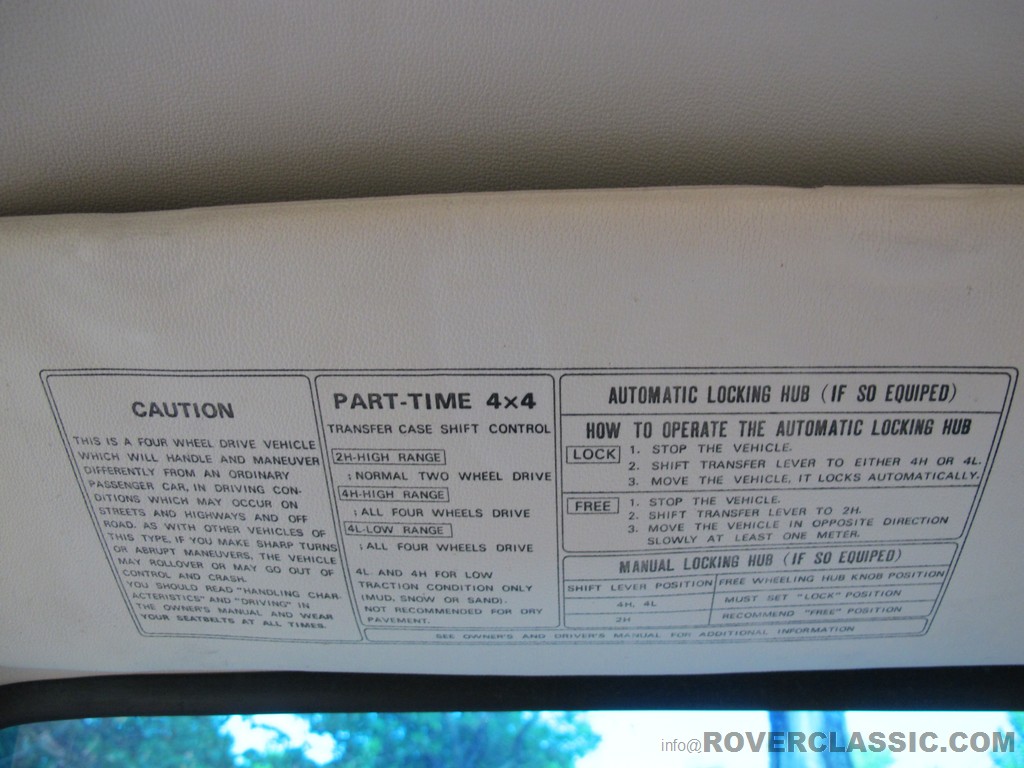 CAUTION
THIS IS A FOUR WHEEL DRIVE VEHICLE
WHICH WILL HANDLE AND MANEUVER
DIFFERENTLY FROM AN ORDINARY
PASSENGER CAR, IN DRIVING CON-
DITIONS WHICH MAY OCCUR ON
STREETS AND HIGHWAYS AND OFF
ROAD. AS WITH OTHER VEHICLES OF
THIS TYPE, IF YOU MAKE SHARP TURNS
OR ABRUPT MANEUVERS, THE VEHICLE
MAY ROLLOVER OR MAY GO OUT OF
CONTROL AND CRASH.
YOU SHOULD READ "HANDLING CHAR-
ACTERISTICS" AND "DRIVING" IN
THE OWNER'S MANUAL AND WEAR
YOUR SEATBELTS AT ALL TIMES.
PART-TIME 4×4
TRANSFER CASE SHIFT CONTROL
2H-HIGH RANGE
: NORMAL TWO WHEEL DRIVE
4H-HIGH RANGE
: ALL FOUR WHEELS DRIVE
4L-LOW RANGE
: ALL FOUR WHEELS DRIVE
4L. AND 4H FOR LOW
TRACTION CONDITION ONLY
(MUD, SNOW OR SAND).
NOT RECOMMENDED FOR DRY
PAVEMENT.
AUTOMATIC LOCKING HUB (IF SO EQUIPED)
HOW TO OPERATE THE AUTOMATIC LOCKING HUB
LOCK 1. STOP THE VEHICLE.
2. SHIFT TRANSFER LEVER TO EITHER 4H OR 4L.
3. MOVE THE VEHICLE, IT LOCKS AUTOMATICALLY.
FREE 1. STOP THE VEHICLE.
2. SHIFT TRANSFER LEVER TO 2H.
3. MOVE THE VEHICLE IN OPPOSITE DIRECTION
SLOWLY AT LEAST ONE METER.
MANUAL LOCKING HUB (IF SO EQUIPED)
SHIFT LEVER POSITION FREE WHEELING HUB KNOB POSITION
4H, 4L MUST SET "LOCK" POSITION
2H RECOMMEND "FREE" POSITION
SEE OWNER'S AND DRIVER'S MANUAL FOR ADDITIONAL INFORMATION
info@ROVERCLASSIC.COM